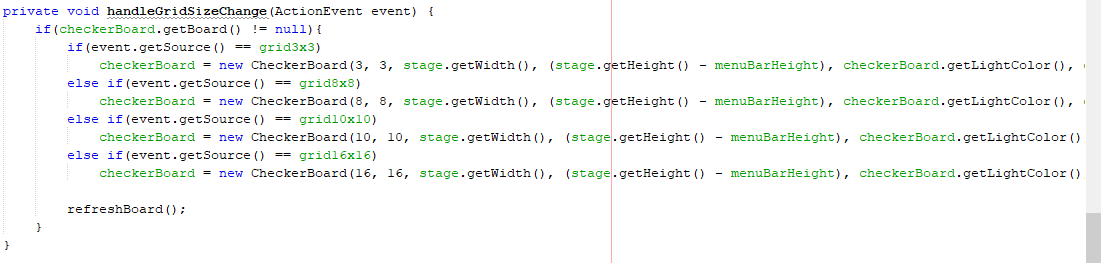 private void handleGridSizeChange(ActionEvent event) {
if(checkerBoard.getBoard() != null){
if(event.getSource() == grid3x3)
checkerBoard = new CheckerBoard(3, 3, stage.getWidth(), (stage.getHeight() - menuBarHeight), checkerBoard.getLightColor(),
else if(event.getSource() == grid8x8)
checkerBoard = new CheckerBoard(8, 8, stage.getWidth(), (stage.getHeight() - menuBarHeight), checkerBoard.getLightColor(),
else if(event.getSource() == grid10x10)
checkerBoard = new CheckerBoard(10, 10, stage.getWidth(), (stage.getHeight() - menuBarHeight), checkerBoard.getLightColor()
else if(event.getSource() == grid16x16)
checkerBoard = new CheckerBoard(16, 16, stage.getWidth(), (stage.getHeight() - menuBarHeight), checkerBoard.getLightColor()
refreshBoard();
}
}